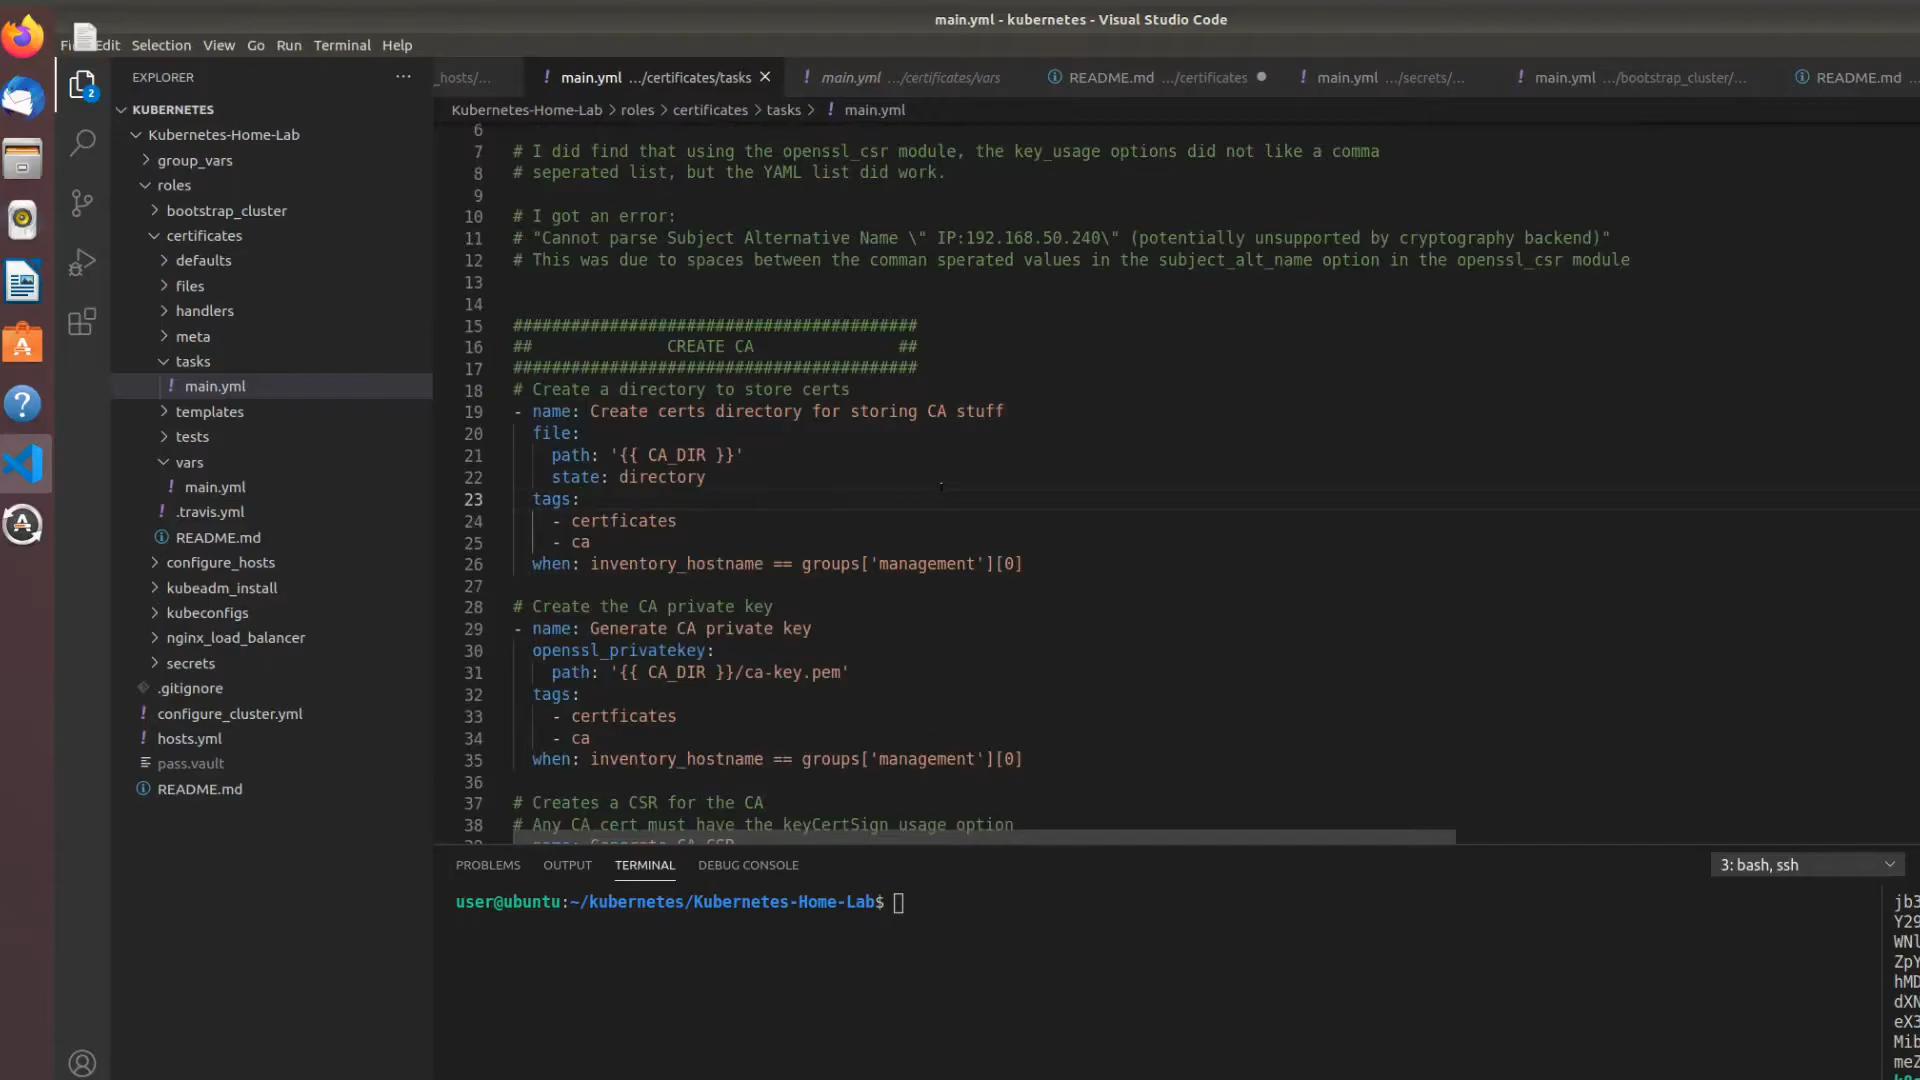 main.yml - kubernetes - Visual Studio Code
Edit Selection View Go Run Terminal Help
EXPLORER
_hosts/...
main.yml .../certificates/tasks
main.yml .../certificates/vars
README.md .../certificates
main.yml .../secrets/...
main.yml .../bootstrap_cluster/...
README.md ...
2
KUBERNETES
Kubernetes-Home-Lab
group_vars
roles
bootstrap_cluster
certificates
defaults
files
handlers
meta
tasks
main.yml
templates
tests
vars
main.yml
.travis.yml
README.md
configure_hosts
kubeadm_install
kubeconfigs
nginx_load_balancer
secrets
.gitignore
configure_cluster.yml
hosts.yml
pass.vault
README.md
Kubernetes-Home-Lab > roles > certificates > tasks > ! main.yml
6
7 # I did find that using the openssl_csr module, the key_usage options did not like a comma
8 # seperated list, but the YAML list did work.
9
10 # I got an error:
11 # "Cannot parse Subject Alternative Name \" IP:192.168.50.240\" (potentially unsupported by cryptography backend)"
12 # This was due to spaces between the comman sperated values in the subject_alt_name option in the openssl_csr module
13
14
15 ##########################################
16 ## CREATE CA ##
17 ##########################################
18 # Create a directory to store certs
19 - name: Create certs directory for storing CA stuff
20 file:
21 path: '{{ CA_DIR }}'
22 state: directory
23 tags:
24 - certficates
25 - ca
26 when: inventory_hostname == groups['management'][0]
27
28 # Create the CA private key
29 - name: Generate CA private key
30 openssl_privatekey:
31 path: '{{ CA_DIR }}/ca-key.pem'
32 tags:
33 - certficates
34 - ca
35 when: inventory_hostname == groups['management'][0]
36
37 # Creates a CSR for the CA
38 # Any CA cert must have the keyCertSign usage option
PROBLEMS OUTPUT TERMINAL DEBUG CONSOLE
3: bash, ssh
user@ubuntu:~/kubernetes/Kubernetes-Home-Lab$
jb3
Y29
WNl
ZpY
hMD
dXN
eX3
Mib
meZ